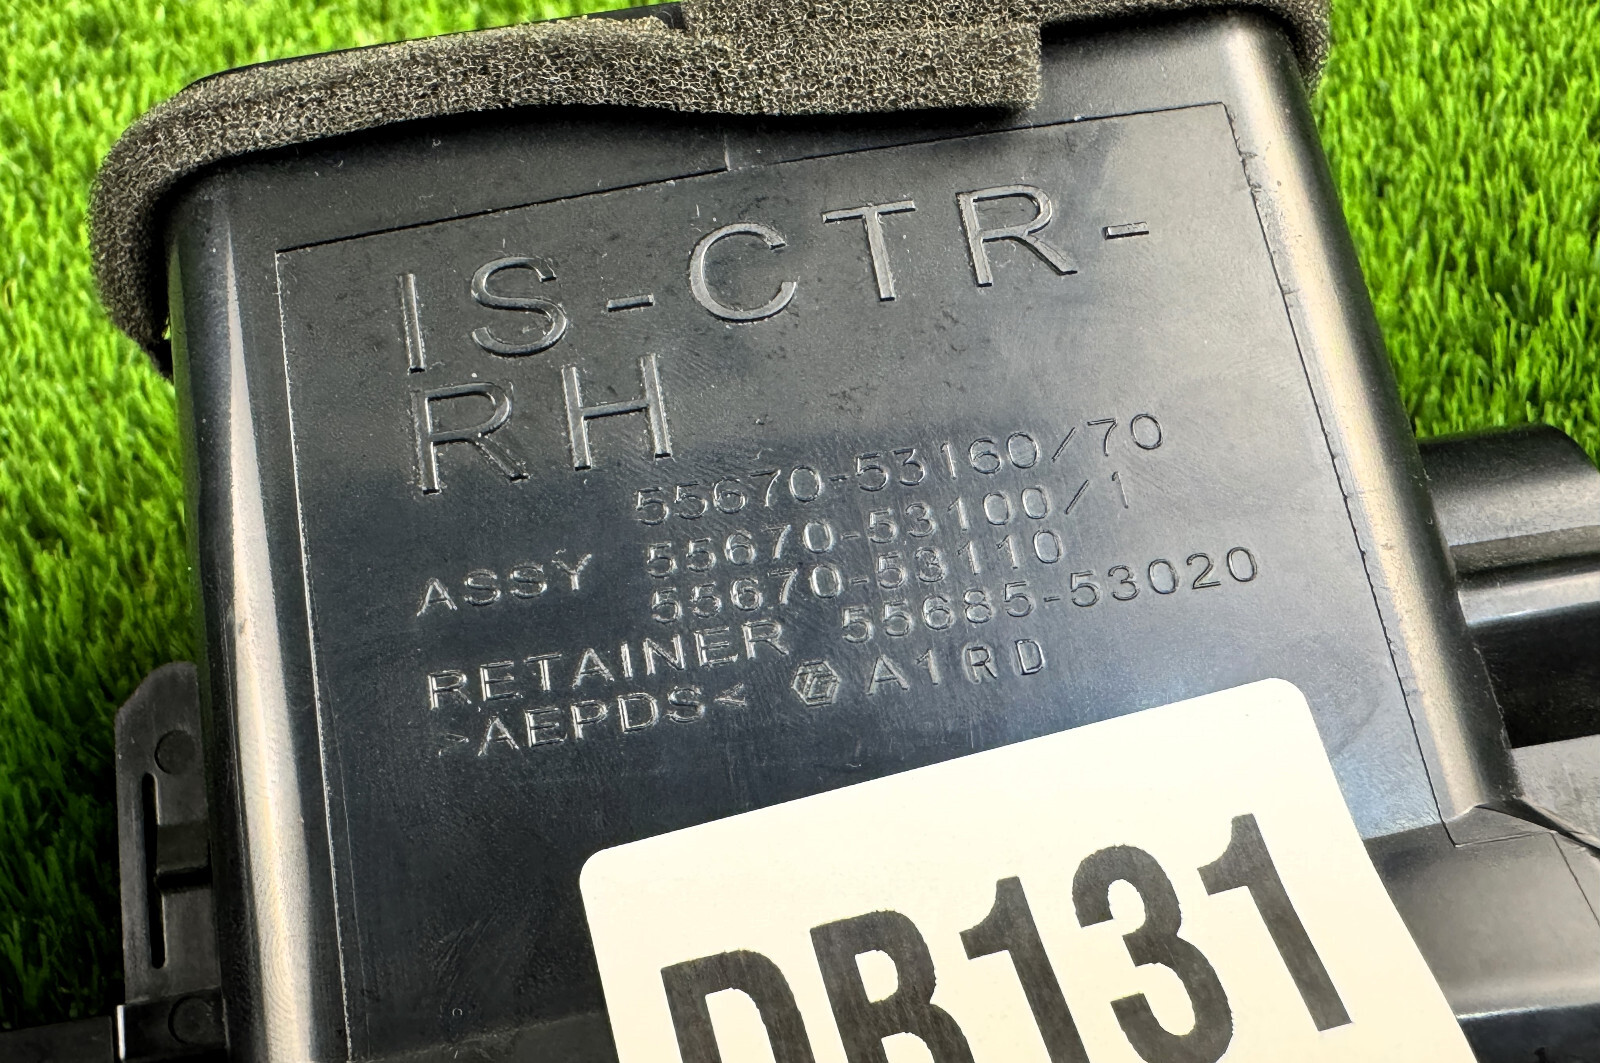 IS-CTR-
RH
55670-53160/70
ASSY 55670-53100/1
55670-53110
RETAINER 55685-53020
>AEPDS< A1RD
DB131